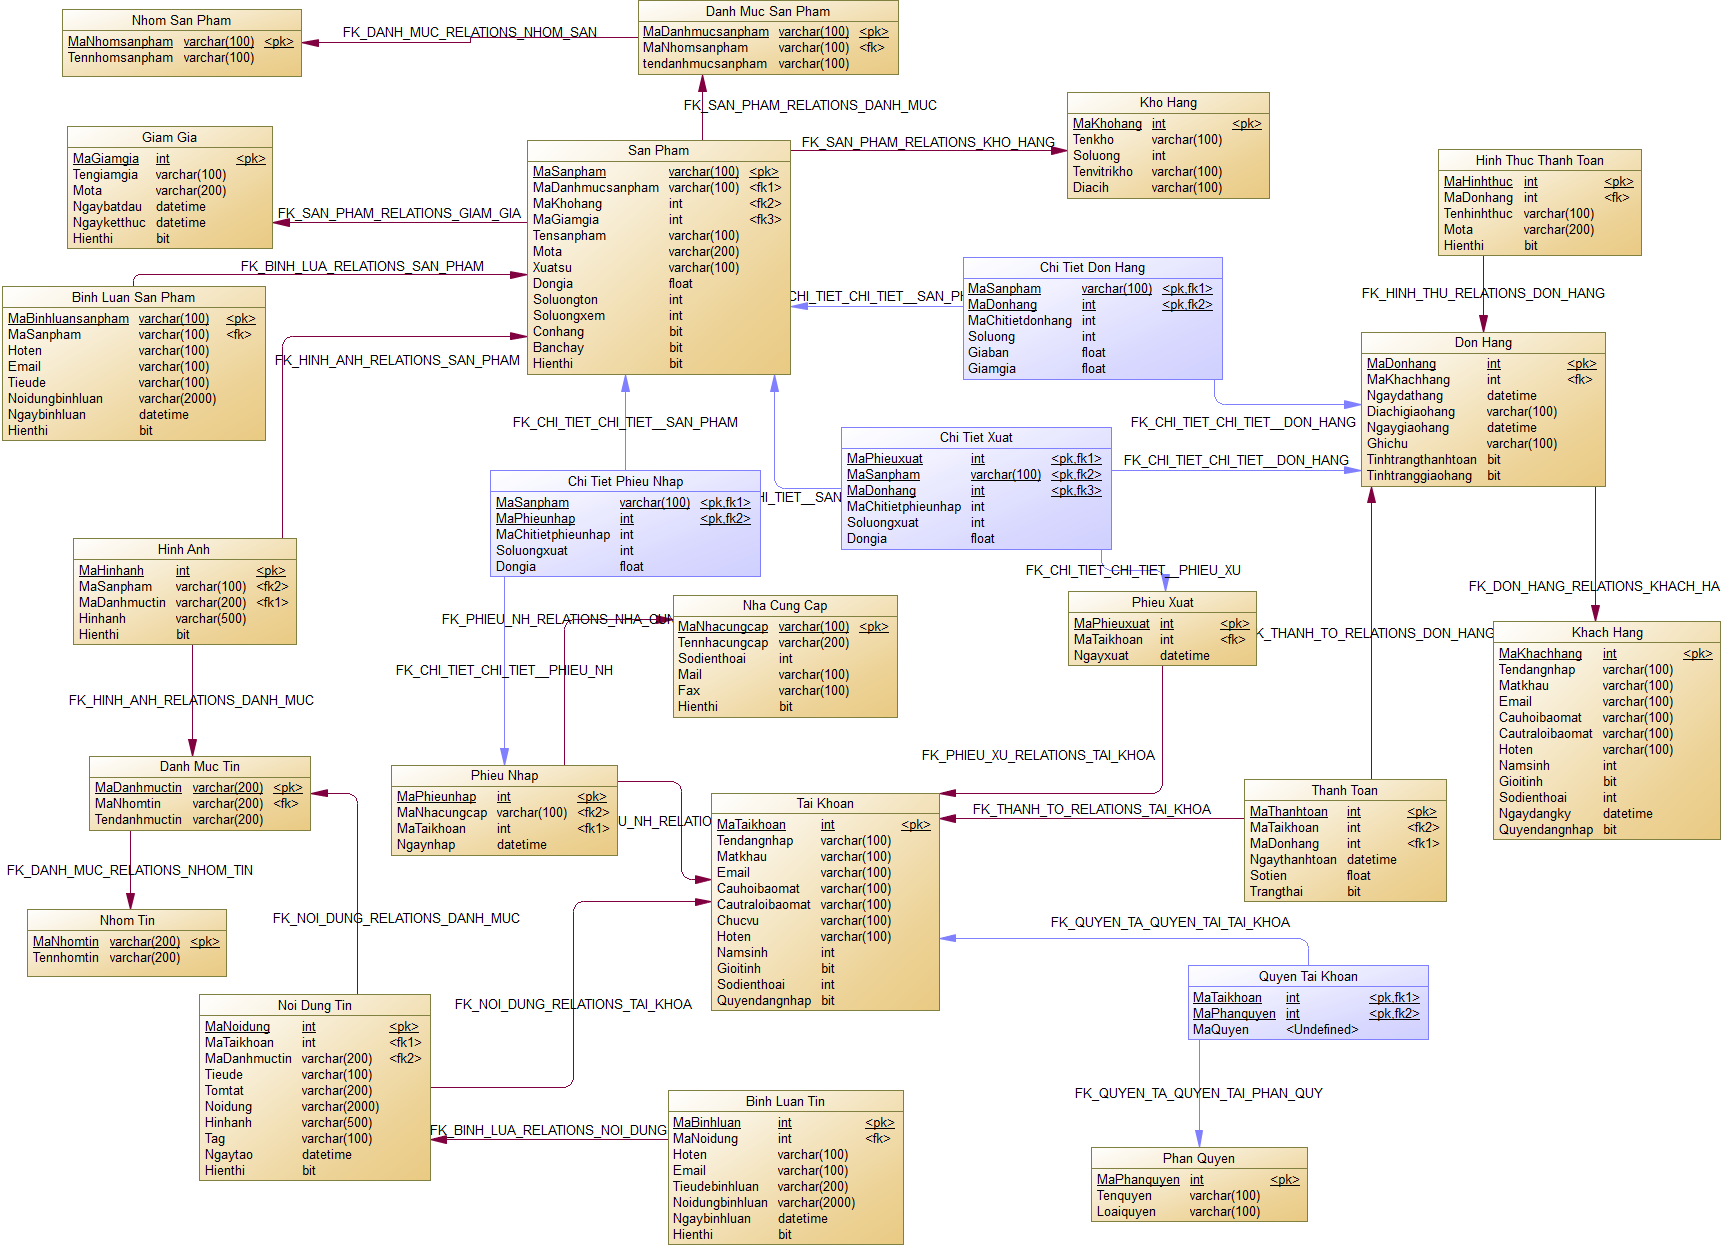 Nhom San Pham
MaNhomsanpham varchar(100) <pk>
Tennhomsanpham varchar(100)
FK_DANH_MUC_RELATIONS_NHOM_SAN
Danh Muc San Pham
MaDanhmucsanpham varchar(100) <pk>
MaNhomsanpham varchar(100) <fk>
tendanhmucsanpham varchar(100)
FK_SAN_PHAM_RELATIONS_DANH_MUC
Kho Hang
MaKhohang int <pk>
Tenkho varchar(100)
Soluong int
Tenvitrikho varchar(100)
Diacih varchar(100)
FK_SAN_PHAM_RELATIONS_KHO_HANG
Giam Gia
MaGiamgia int <pk>
Tengiamgia varchar(100)
Mota varchar(200)
Ngaybatdau datetime
Ngayketthuc datetime
Hienthi bit
FK_SAN_PHAM_RELATIONS_GIAM_GIA
San Pham
MaSanpham varchar(100) <pk>
MaDanhmucsanpham varchar(100) <fk1>
MaKhohang int <fk2>
MaGiamgia int <fk3>
Tensanpham varchar(100)
Mota varchar(200)
Xuatsu varchar(100)
Dongia float
Soluongton int
Soluongxem int
Conhang bit
Banchay bit
Hienthi bit
Hinh Thuc Thanh Toan
MaHinhthuc int <pk>
MaDonhang int <fk>
Tenhinhthuc varchar(100)
Mota varchar(200)
Hienthi bit
FK_HINH_THU_RELATIONS_DON_HANG
FK_BINH_LUA_RELATIONS_SAN_PHAM
Binh Luan San Pham
MaBinhluansanpham varchar(100) <pk>
MaSanpham varchar(100) <fk>
Hoten varchar(100)
Email varchar(100)
Tieude varchar(100)
Noidungbinhluan varchar(2000)
Ngaybinhluan datetime
Hienthi bit
FK_HINH_ANH_RELATIONS_SAN_PHAM
Chi Tiet Don Hang
MaSanpham varchar(100) <pk,fk1>
MaDonhang int <pk,fk2>
MaChitietdonhang int
Soluong int
Giaban float
Giamgia float
CHI_TIET_CHI_TIET__SAN_PH
FK_CHI_TIET_CHI_TIET__DON_HANG
Don Hang
MaDonhang int <pk>
MaKhachhang int <fk>
Ngaydathang datetime
Diachigiaohang varchar(100)
Ngaygiaohang datetime
Ghichu varchar(100)
Tinhtrangthanhtoan bit
Tinhtranggiaohang bit
FK_CHI_TIET_CHI_TIET__SAN_PHAM
Chi Tiet Xuat
MaPhieuxuat int <pk,fk1>
MaSanpham varchar(100) <pk,fk2>
MaDonhang int <pk,fk3>
MaChitietphieunhap int
Soluongxuat int
Dongia float
FK_CHI_TIET_CHI_TIET__DON_HANG
HI_TIET__SAN
Chi Tiet Phieu Nhap
MaSanpham varchar(100) <pk,fk1>
MaPhieunhap int <pk,fk2>
MaChitietphieunhap int
Soluongxuat int
Dongia float
Hinh Anh
MaHinhanh int <pk>
MaSanpham varchar(100) <fk2>
MaDanhmuctin varchar(200) <fk1>
Hinhanh varchar(500)
Hienthi bit
FK_CHI_TIET_CHI_TIET__PHIEU_XU
Phieu Xuat
MaPhieuxuat int <pk>
MaTaikhoan int <fk>
Ngayxuat datetime
FK_DON_HANG_RELATIONS_KHACH_HA
FK_PHIEU_NH_RELATIONS_NHA_CUN
Nha Cung Cap
MaNhacungcap varchar(100) <pk>
Tennhacungcap varchar(200)
Sodienthoai int
Mail varchar(100)
Fax varchar(100)
Hienthi bit
K_THANH_TO_RELATIONS_DON_HANG
Khach Hang
MaKhachhang int <pk>
Tendangnhap varchar(100)
Matkhau varchar(100)
Email varchar(100)
Cauhoibaomat varchar(100)
Cautraloibaomat varchar(100)
Hoten varchar(100)
Namsinh int
Gioitinh bit
Sodienthoai int
Ngaydangky datetime
Quyendangnhap bit
FK_CHI_TIET_CHI_TIET__PHIEU_NH
FK_HINH_ANH_RELATIONS_DANH_MUC
FK_PHIEU_XU_RELATIONS_TAI_KHOA
Danh Muc Tin
MaDanhmuctin varchar(200) <pk>
MaNhomtin varchar(200) <fk>
Tendanhmuctin varchar(200)
Phieu Nhap
MaPhieunhap int <pk>
MaNhacungcap varchar(100) <fk2>
MaTaikhoan int <fk1>
Ngaynhap datetime
U_NH_RELATIO
Tai Khoan
MaTaikhoan int <pk>
Tendangnhap varchar(100)
Matkhau varchar(100)
Email varchar(100)
Cauhoibaomat varchar(100)
Cautraloibaomat varchar(100)
Chucvu varchar(100)
Hoten varchar(100)
Namsinh int
Gioitinh bit
Sodienthoai int
Quyendangnhap bit
FK_THANH_TO_RELATIONS_TAI_KHOA
Thanh Toan
MaThanhtoan int <pk>
MaTaikhoan int <fk2>
MaDonhang int <fk1>
Ngaythanhtoan datetime
Sotien float
Trangthai bit
FK_DANH_MUC_RELATIONS_NHOM_TIN
Nhom Tin
MaNhomtin varchar(200) <pk>
Tennhomtin varchar(200)
FK_NOI_DUNG_RELATIONS_DANH_MUC
FK_QUYEN_TA_QUYEN_TAI_TAI_KHOA
Quyen Tai Khoan
MaTaikhoan int <pk,fk1>
MaPhanquyen int <pk,fk2>
MaQuyen <Undefined>
Noi Dung Tin
MaNoidung int <pk>
MaTaikhoan int <fk1>
MaDanhmuctin varchar(200) <fk2>
Tieude varchar(100)
Tomtat varchar(200)
Noidung varchar(2000)
Hinhanh varchar(500)
Tag varchar(100)
Ngaytao datetime
Hienthi bit
FK_NOI_DUNG_RELATIONS_TAI_KHOA
FK_BINH_LUA_RELATIONS_NOI_DUNG
Binh Luan Tin
MaBinhluan int <pk>
MaNoidung int <fk>
Hoten varchar(100)
Email varchar(100)
Tieudebinhluan varchar(200)
Noidungbinhluan varchar(2000)
Ngaybinhluan datetime
Hienthi bit
FK_QUYEN_TA_QUYEN_TAI_PHAN_QUY
Phan Quyen
MaPhanquyen int <pk>
Tenquyen varchar(100)
Loaiquyen varchar(100)